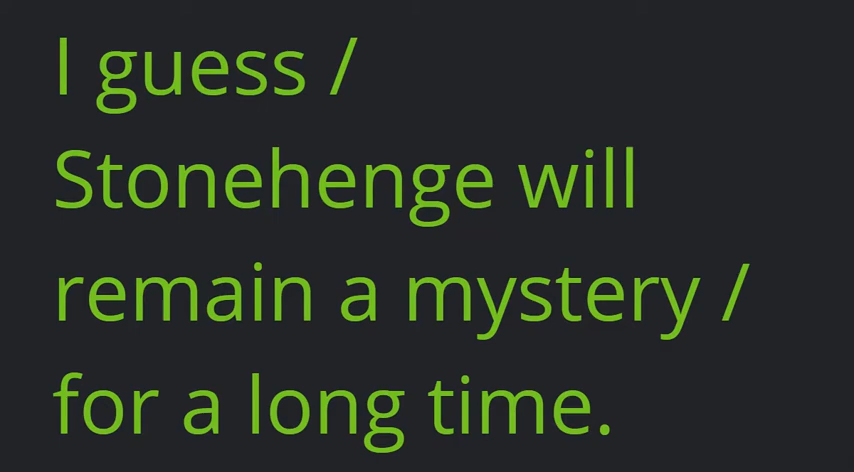 I guess /
Stonehenge will
remain a mystery /
for a long time.